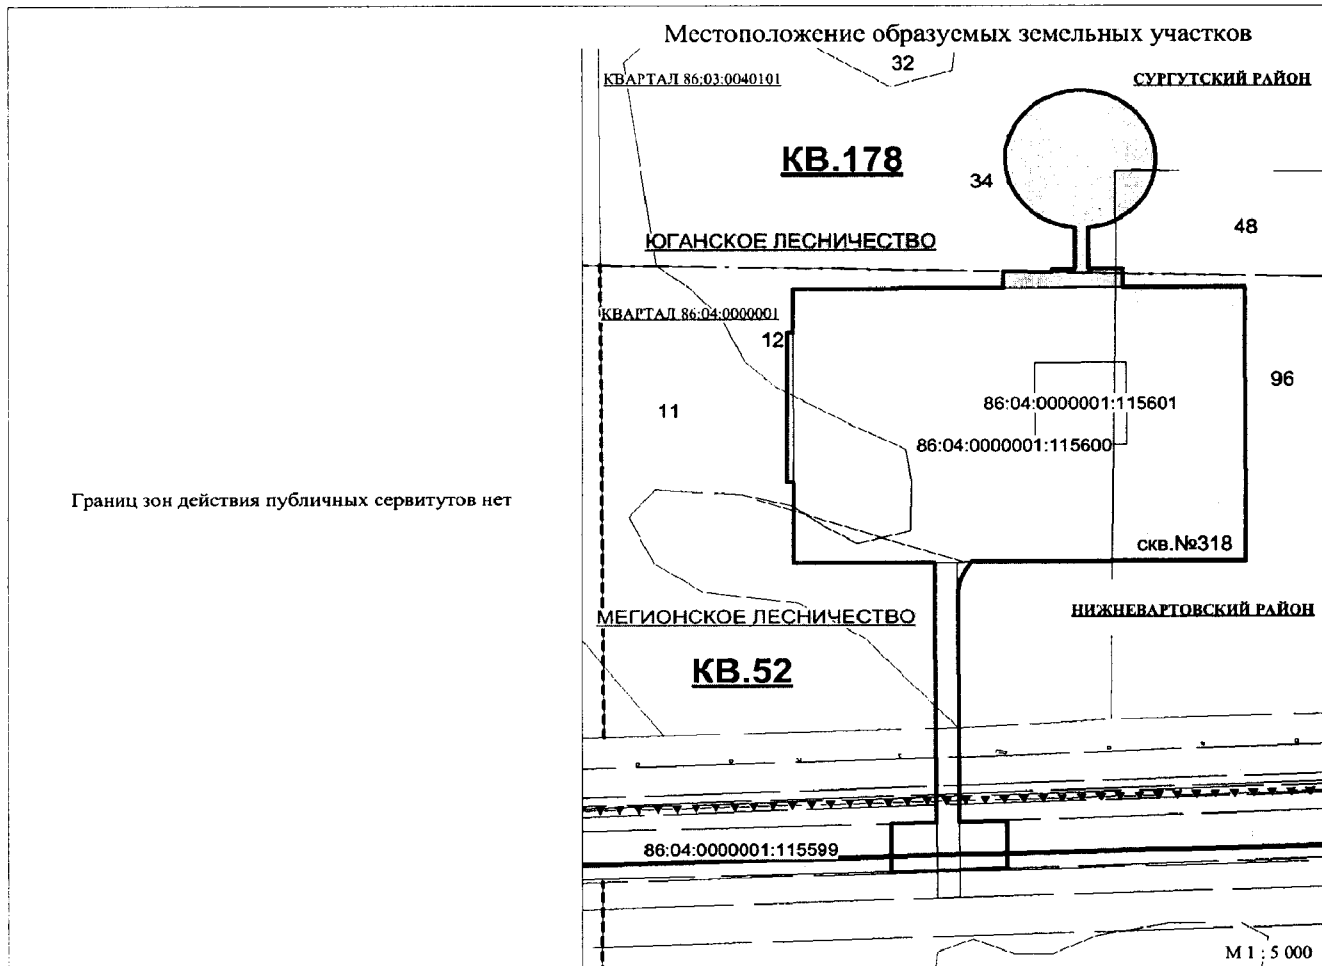 Местоположение образуемых земельных участков
32
КВАРТАЛ 86:03:0040101
СУРГУТСКИЙ РАЙОН
КВ.178
34
48
ЮГАНСКОЕ ЛЕСНИЧЕСТВО
КВАРТАЛ 86:04:0000001
12
96
11
86:04:0000001:115601
86:04:0000001:115600
Границ зон действия публичных сервитутов нет
скв.№318
МЕГИОНСКОЕ ЛЕСНИЧЕСТВО
НИЖНЕВАРТОВСКИЙ РАЙОН
КВ.52
86:04:0000001:115599
М 1 : 5 000